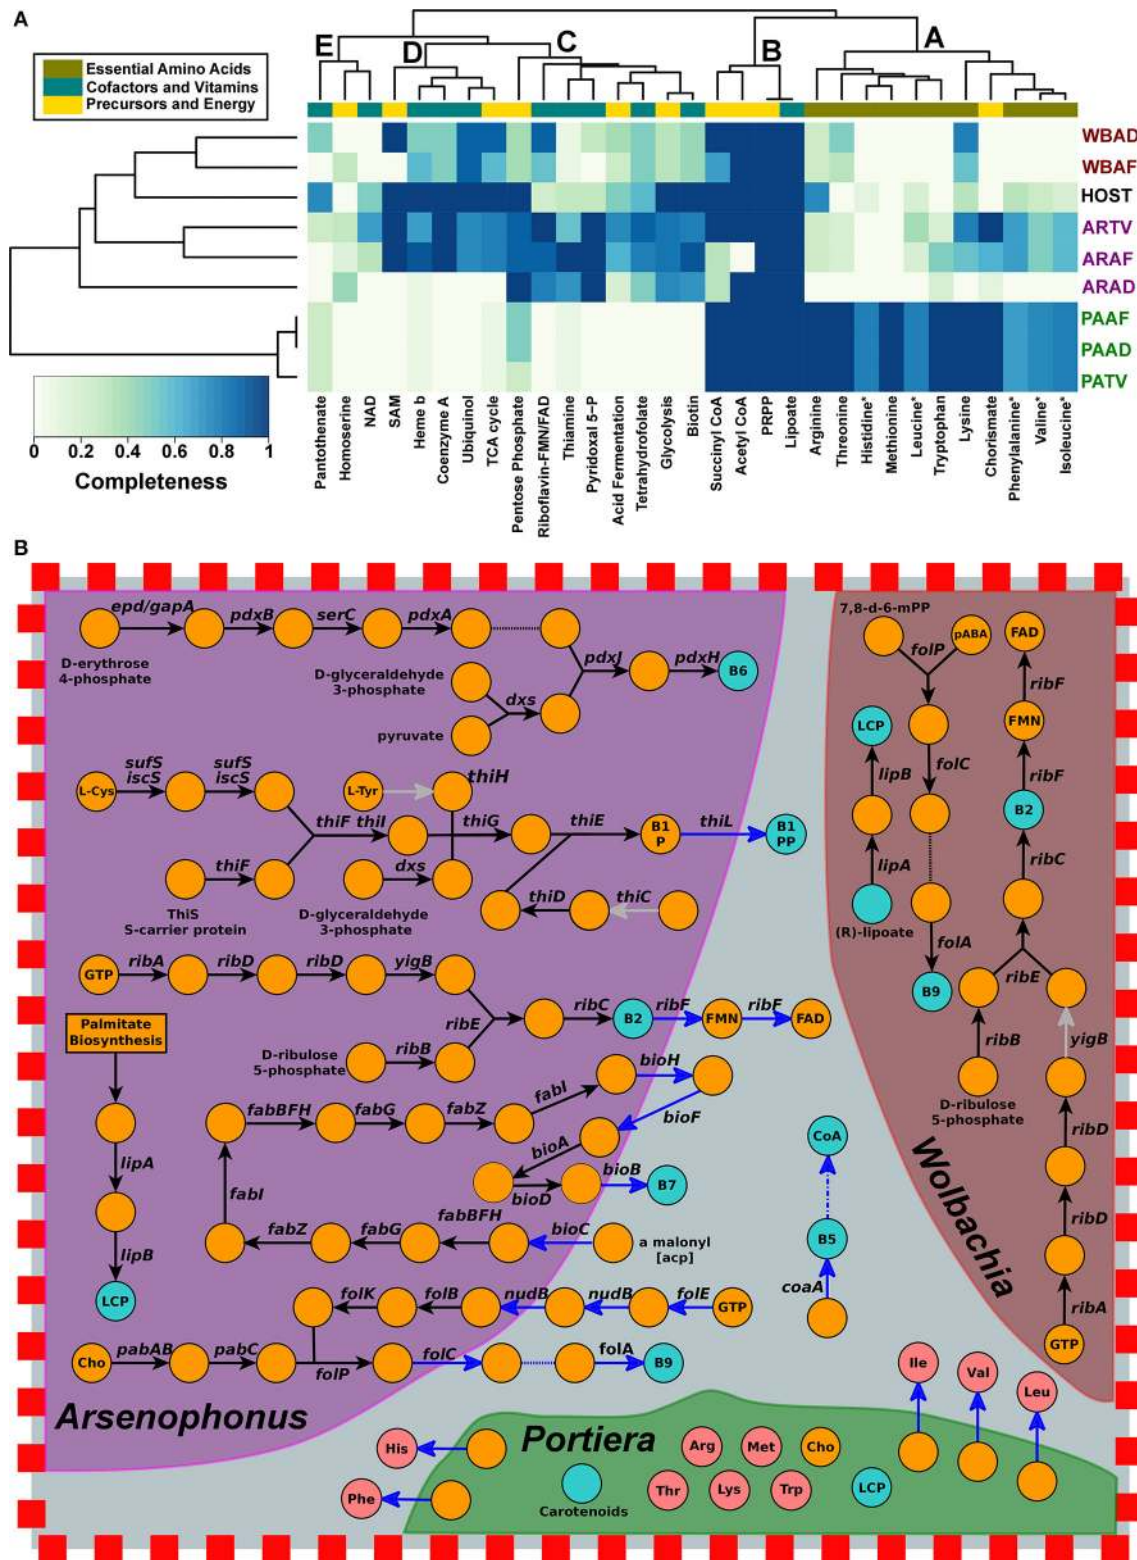 A
Essential Amino Acids
Cofactors and Vitamins
Precursors and Energy
E
D
C
B
A
WBAD
WBAF
HOST
ARTV
ARAF
ARAD
PAAF
PAAD
PATV
0 0.2 0.4 0.6 0.8 1
Completeness
Pantothenate
Homoserine
NAD
SAM
Heme b
Coenzyme A
Ubiquinol
TCA cycle
Pentose Phosphate
Riboflavin-FMN/FAD
Thiamine
Pyridoxal 5-P
Acid Fermentation
Tetrahydrofolate
Glycolysis
Biotin
Succinyl CoA
Acetyl CoA
PRPP
Lipoate
Arginine
Threonine
Histidine*
Methionine
Leucine*
Tryptophan
Lysine
Chorismate
Phenylalanine*
Valine*
Isoleucine*
B
epd/gapA pdxB serC pdxA
D-erythrose
4-phosphate
D-glyceraldehyde
3-phosphate
pyruvate
dxs
pdxJ pdxH B6
L-Cys
sufS
iscS
sufS
iscS
L-Tyr
thiH
thiF
ThiS
S-carrier protein
thiF thiI
thiG
thiE
B1
P
thiL
B1
PP
dxs
D-glyceraldehyde
3-phosphate
thiD
thiC
GTP ribA ribD ribD yigB
ribE
ribC B2 ribF FMN ribF FAD
D-ribulose
5-phosphate
ribB
Palmitate
Biosynthesis
lipA
lipB
LCP
fabI
fabBFH fabG fabZ fabI
bioH
bioF
bioA
bioD
bioB B7
fabZ fabG fabBFH bioC
a malonyl
[acp]
folK folB nudB nudB folE GTP
Cho pabAB pabC folP folC folA B9
Arsenophonus
CoA
B5
coaA
7,8-d-6-mPP
pABA
folP
folC
folA
B9
LCP
lipB
lipA
(R)-lipoate
FAD
ribF
FMN
ribF
B2
ribC
ribE
ribB
D-ribulose
5-phosphate
yigB
ribD
ribD
ribA
GTP
Wolbachia
Ile Val Leu
His
Phe
Portiera
Carotenoids
Arg Met Cho
Thr Lys Trp LCP